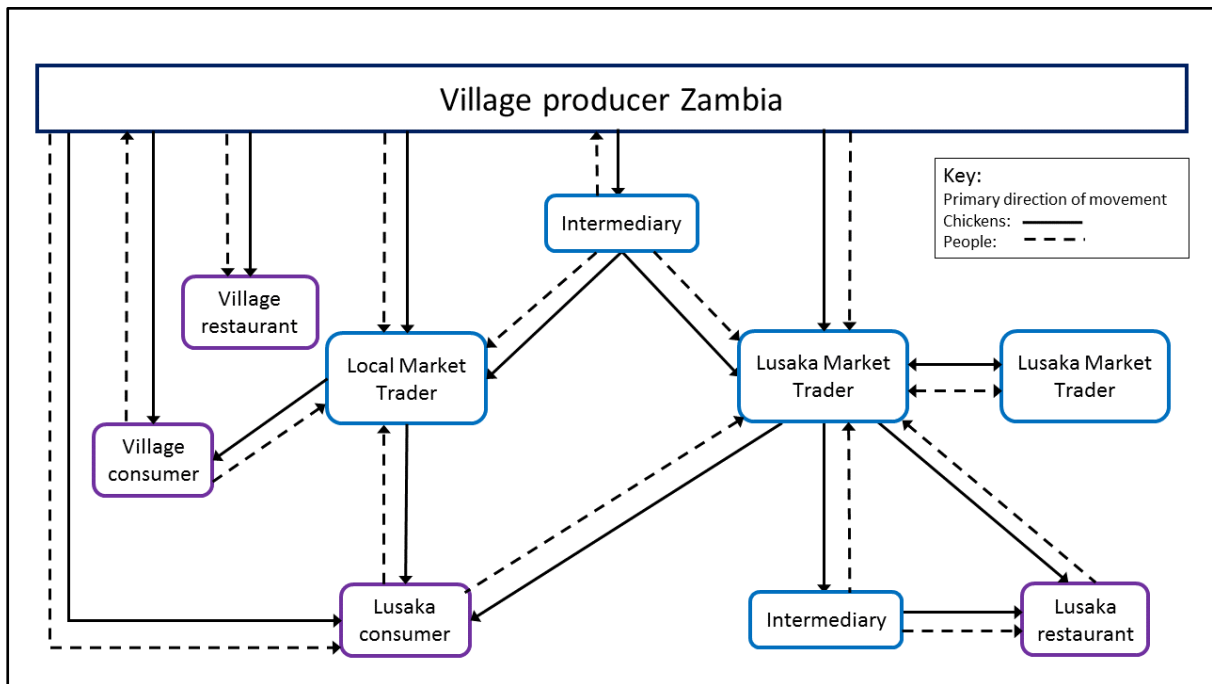 Village producer Zambia
Key:
Primary direction of movement
Chickens:
People:
Intermediary
Village
restaurant
Local Market
Trader
Lusaka Market
Trader
Lusaka Market
Trader
Village
consumer
Lusaka
consumer
Intermediary
Lusaka
restaurant